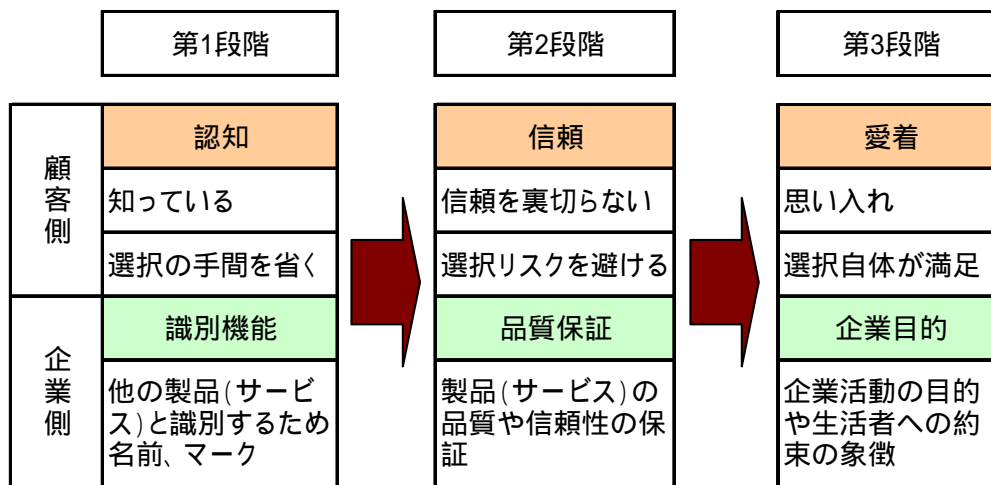 第1段階
第2段階
第3段階
顧客側
認知
信頼
愛着
知っている
信頼を裏切らない
思い入れ
選択の手間を省く
選択リスクを避ける
選択自体が満足
企業側
識別機能
品質保証
企業目的
他の製品(サービ
ス)と識別するため
名前、マーク
製品(サービス)の
品質や信頼性の保
証
企業活動の目的
や生活者への約
束の象徴